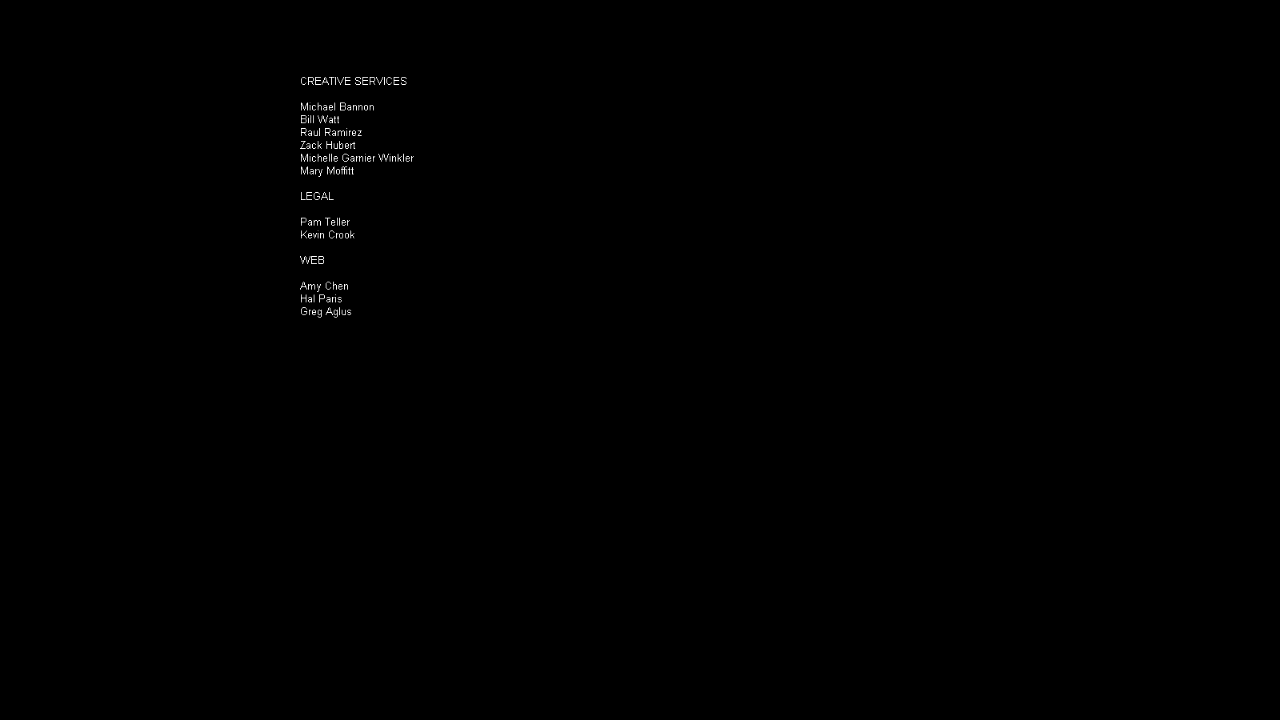 CREATIVE SERVICES
Michael Bannon
Bill Watt
Raul Ramirez
Zack Hubert
Michelle Garnier Winkler
Mary Moffitt
LEGAL
Pam Teller
Kevin Crook
WEB
Amy Chen
Hal Paris
Greg Aglus